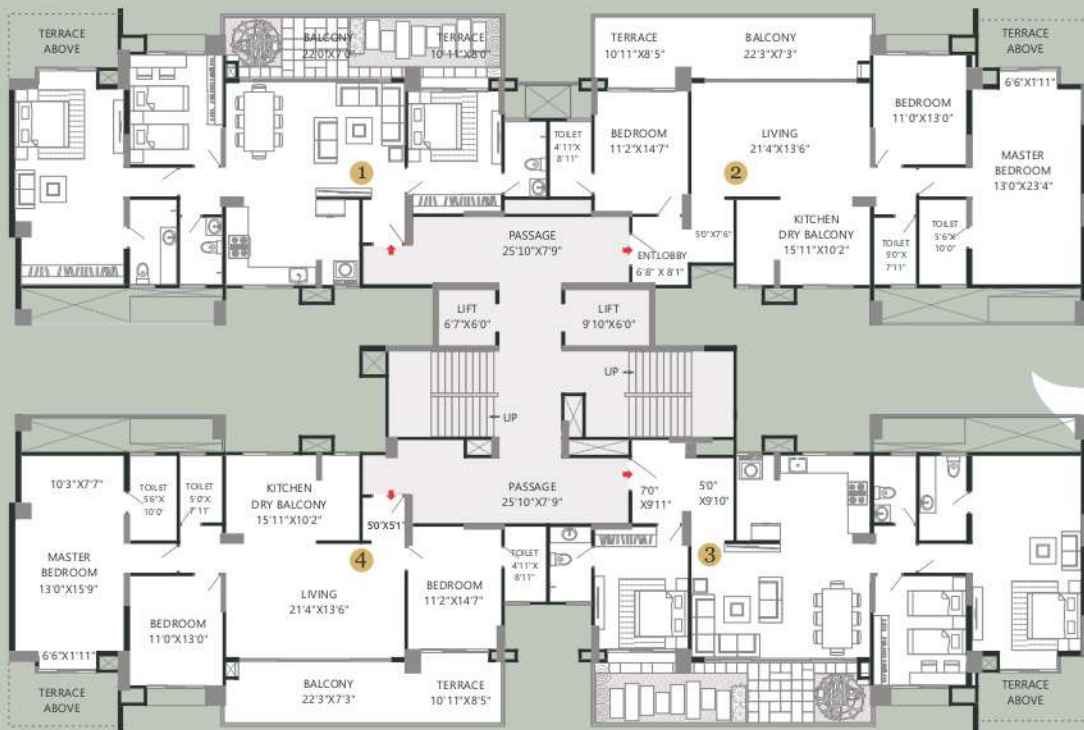 TERRACE
ABOVE
BALCONY
22'0"X7'0"
TERRACE
10'11"X8'0"
TERRACE
10'11"X8'5"
BALCONY
22'3"X7'3"
TERRACE
ABOVE
6'6"X1'11"
BEDROOM
11'0"X13'0"
TOILET
4'11"X
8'11"
BEDROOM
11'2"X14'7"
LIVING
21'4"X13'6"
MASTER
BEDROOM
13'0"X23'4"
1
2
PASSAGE
25'10"X7'9"
ENT.LOBBY
6'8" X 8'1"
5'0"X7'6"
KITCHEN
DRY BALCONY
15'11"X10'2"
TOILET
5'0"X
7'11"
TOILET
5'6"X
10'0"
LIFT
6'7"X6'0"
LIFT
9'10"X6'0"
UP
UP
10'3"X7'7"
TOILET
5'6"X
10'0"
TOILET
5'0"X
7'11"
KITCHEN
DRY BALCONY
15'11"X10'2"
PASSAGE
25'10"X7'9"
7'0"
X9'11"
5'0"
X9'10"
5'0"X5'1"
4
3
MASTER
BEDROOM
13'0"X15'9"
TOILET
4'11"X
8'11"
LIVING
21'4"X13'6"
BEDROOM
11'2"X14'7"
BEDROOM
11'0"X13'0"
6'6"X1'11"
TERRACE
ABOVE
BALCONY
22'3"X7'3"
TERRACE
10'11"X8'5"
TERRACE
ABOVE